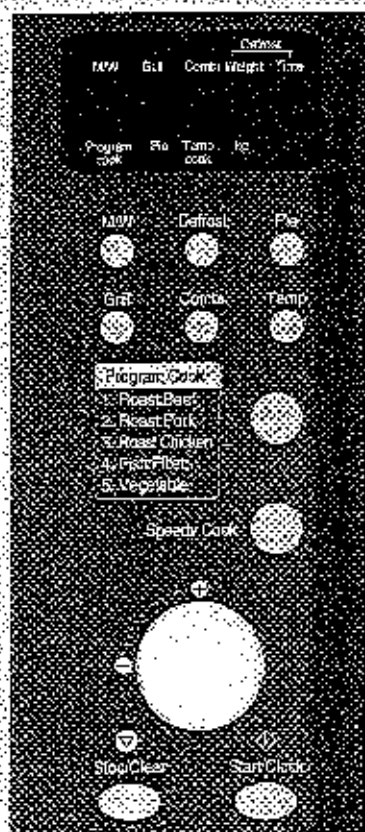 Defrost
M/W Grill Combi Weight Time
Program Pie Temp kg
cook cook
M/W Defrost Pie
Grill Combi Temp
Program Cook
1. Roast Beef
2. Roast Pork
3. Roast Chicken
4. Fish Fillet
5. Vegetable
Speedy Cook
+
-
Stop/Clear Start/Clock